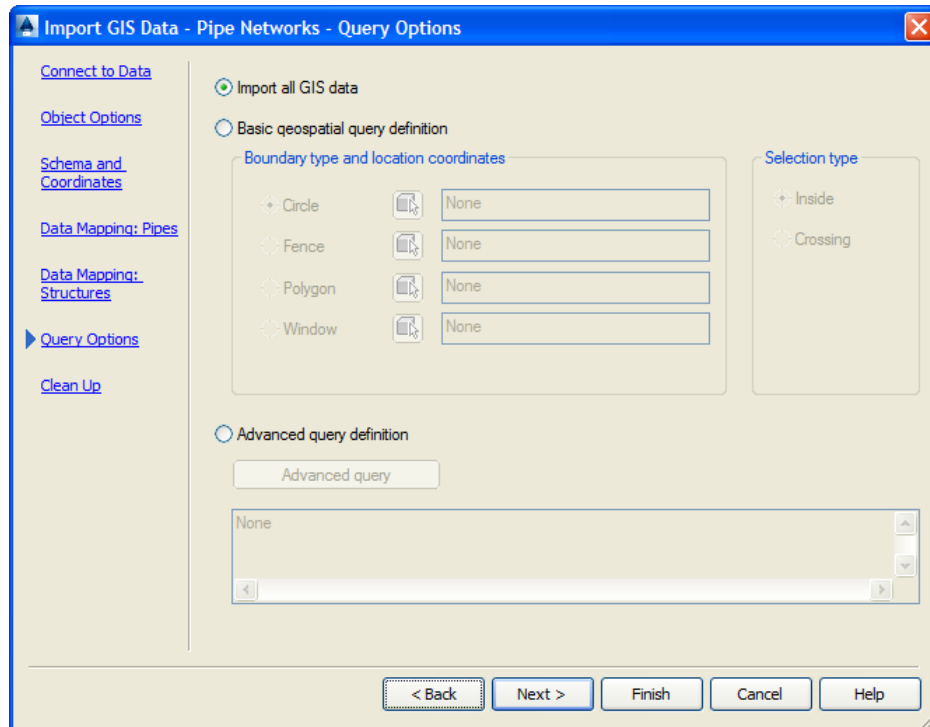 Import GIS Data - Pipe Networks - Query Options
Connect to Data
Object Options
Schema and
Coordinates
Data Mapping: Pipes
Data Mapping:
Structures
Query Options
Clean Up
Import all GIS data
Basic geospatial query definition
Boundary type and location coordinates
Circle
None
Fence
None
Polygon
None
Window
None
Selection type
Inside
Crossing
Advanced query definition
Advanced query
None
< Back
Next >
Finish
Cancel
Help